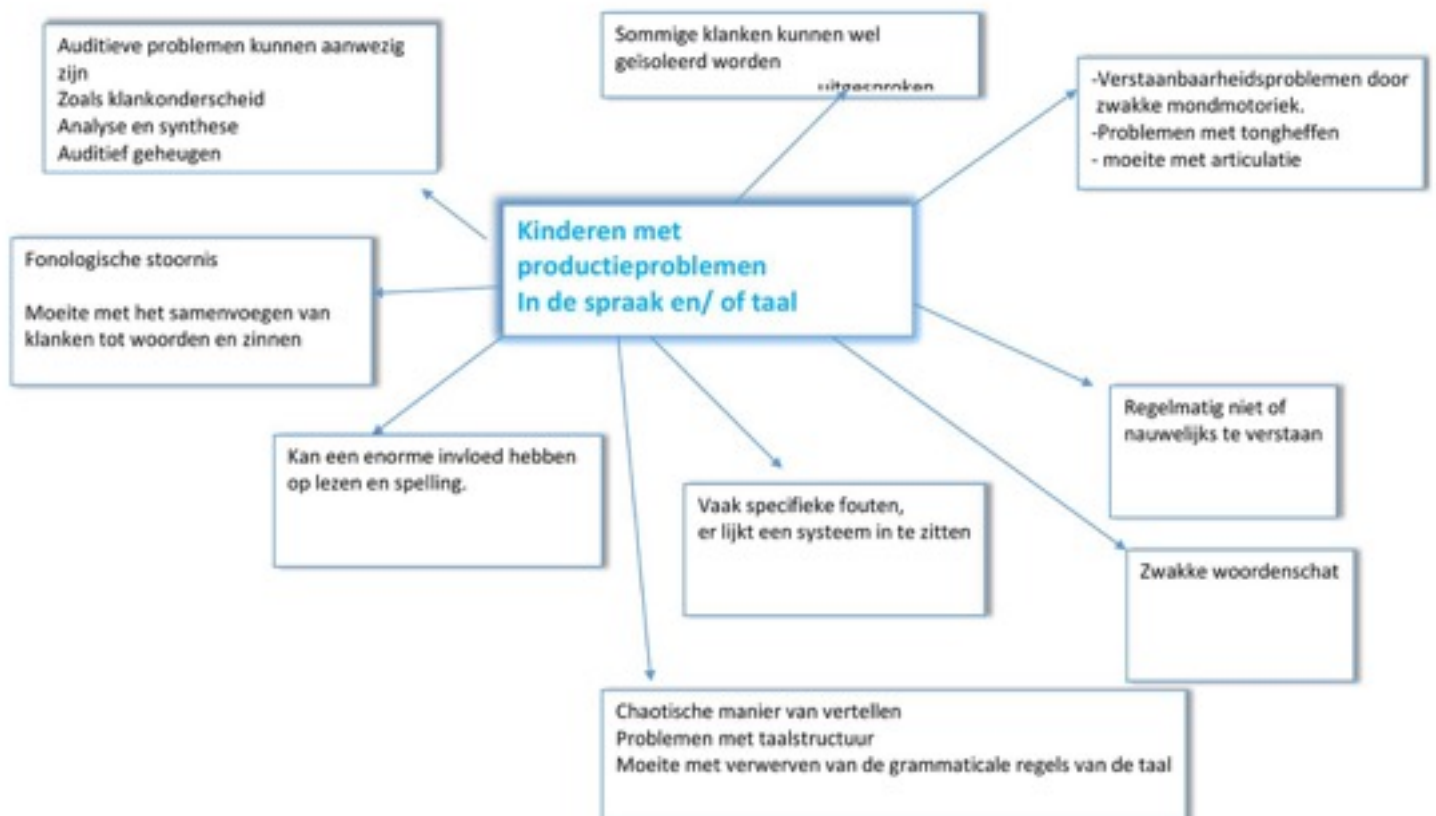 Auditieve problemen kunnen aanwezig
zijn
Zoals klankonderscheid
Analyse en synthese
Auditief geheugen
Sommige klanken kunnen wel
geïsoleerd worden
uitgesproken
-Verstaanbaarheidsproblemen door
zwakke mondmotoriek.
-Problemen met tongheffen
- moeite met articulatie
Kinderen met
productieproblemen
In de spraak en/ of taal
Fonologische stoornis
Moeite met het samenvoegen van
klanken tot woorden en zinnen
Regelmatig niet of
nauwelijks te verstaan
Kan een enorme invloed hebben
op lezen en spelling.
Vaak specifieke fouten,
er lijkt een systeem in te zitten
Zwakke woordenschat
Chaotische manier van vertellen
Problemen met taalstructuur
Moeite met verwerven van de grammaticale regels van de taal